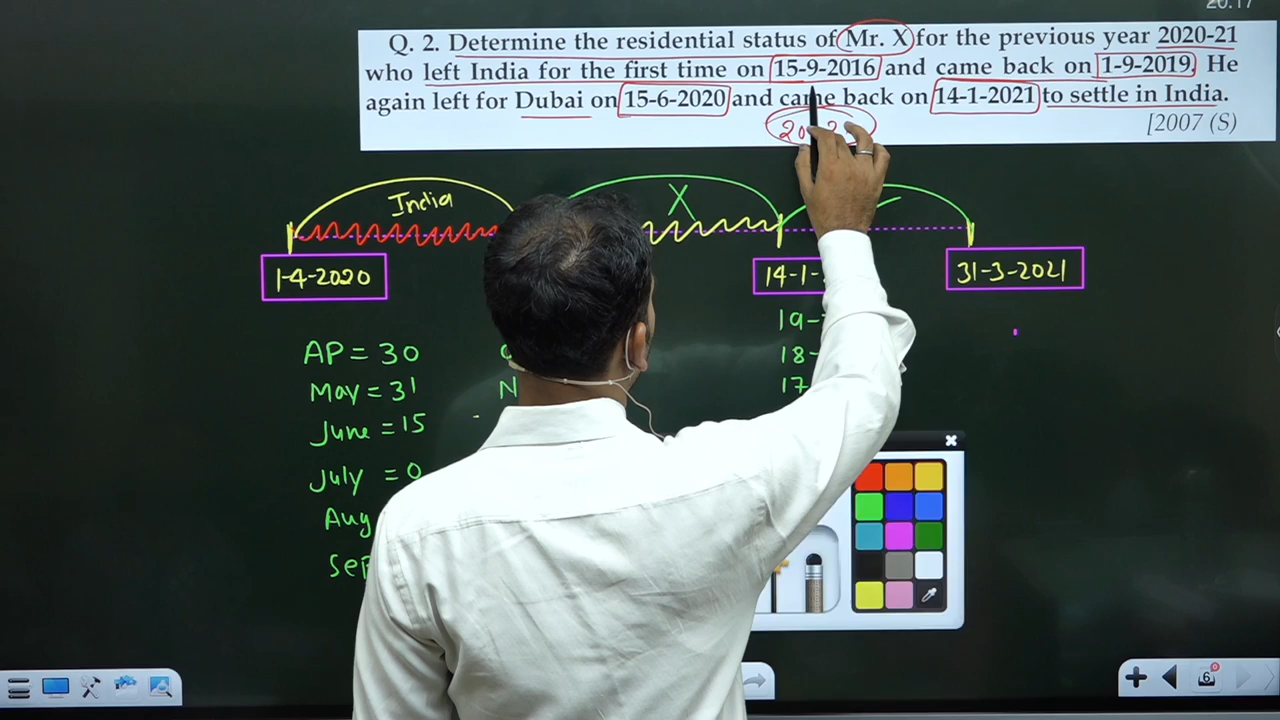 20:17
Q. 2. Determine the residential status of Mr. X for the previous year 2020-21
who left India for the first time on 15-9-2016 and came back on 1-9-2019. He
again left for Dubai on 15-6-2020 and came back on 14-1-2021 to settle in India.
[2007 (S)
India X
1-4-2020 14-1- 31-3-2021
19-
AP = 30 18-
May = 31 N 17
June = 15
July = 0
Aug
Sep
6